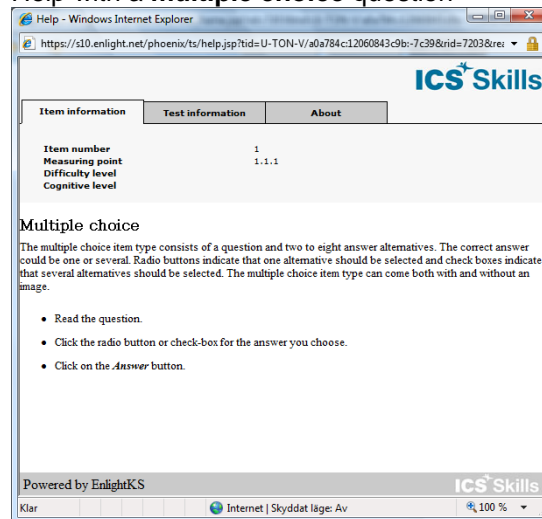 Help with a Multiple choice question
Help - Windows Internet Explorer
https://s10.enlight.net/phoenix/ts/help.jsp?tid=U-TON-V/a0a784c:12060843c9b:-7c39&rid=7203&rea
ICS Skills
Item information Test information About
Item number 1
Measuring point 1.1.1
Difficulty level
Cognitive level
Multiple choice
The multiple choice item type consists of a question and two to eight answer alternatives. The correct answer
could be one or several. Radio buttons indicate that one alternative should be selected and check boxes indicate
that several alternatives should be selected. The multiple choice item type can come both with and without an
image.
• Read the question.
• Click the radio button or check-box for the answer you choose.
• Click on the Answer button.
Powered by EnlightKS ICS Skills
Klar Internet | Skyddat läge: Av 100 %